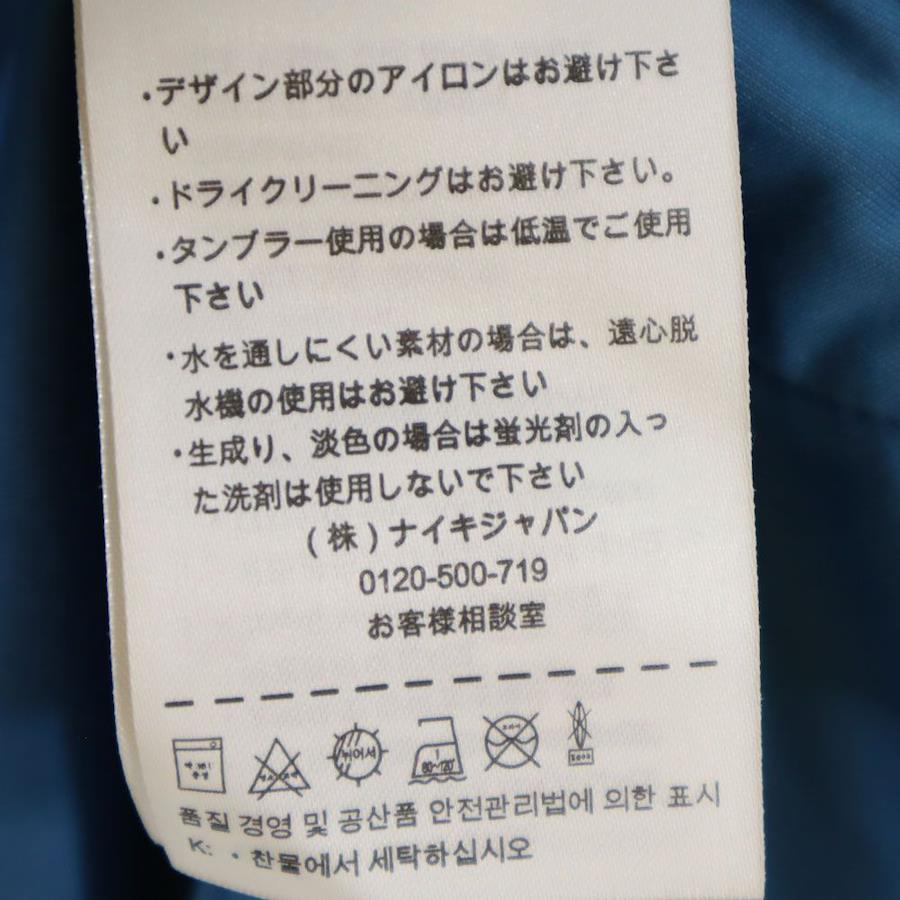 ・デザイン部分のアイロンはお避け下さ
い
・ドライクリーニングはお避け下さい。
・タンブラー使用の場合は低温でご使用
下さい
・水を通しにくい素材の場合は、遠心脱
水機の使用はお避け下さい
・生成り、淡色の場合は蛍光剤の入っ
た洗剤は使用しないで下さい
(株)ナイキジャパン
0120-500-719
お客様相談室
뉘어서
1
80~120°
품질 경영 및 공산품 안전관리법에 의한 표시
K: ・찬물에서 세탁하십시오